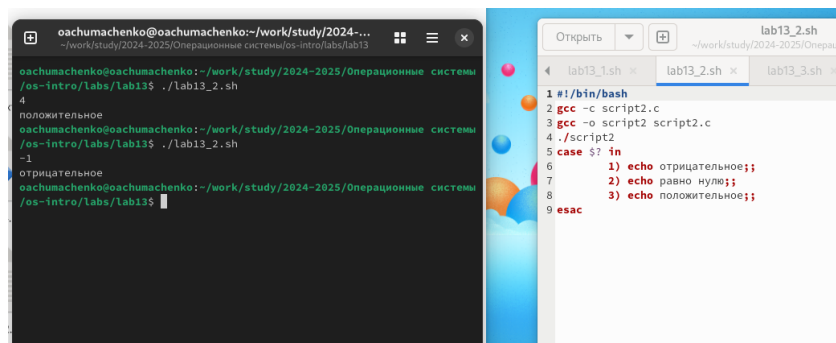 oachumachenko@oachumachenko:~/work/study/2024-...
~/work/study/2024-2025/Операционные системы/os-intro/labs/lab13
oachumachenko@oachumachenko:~/work/study/2024-2025/Операционные системы
/os-intro/labs/lab13$ ./lab13_2.sh
4
положительное
oachumachenko@oachumachenko:~/work/study/2024-2025/Операционные системы
/os-intro/labs/lab13$ ./lab13_2.sh
-1
отрицательное
oachumachenko@oachumachenko:~/work/study/2024-2025/Операционные системы
/os-intro/labs/lab13$
Открыть
lab13_2.sh
~/work/study/2024-2025/Опера
lab13_1.sh × lab13_2.sh × lab13_3.sh ×
1 #!/bin/bash
2 gcc -c script2.c
3 gcc -o script2 script2.c
4 ./script2
5 case $? in
6 1) echo отрицательное;;
7 2) echo равно нулю;;
8 3) echo положительное;;
9 esac